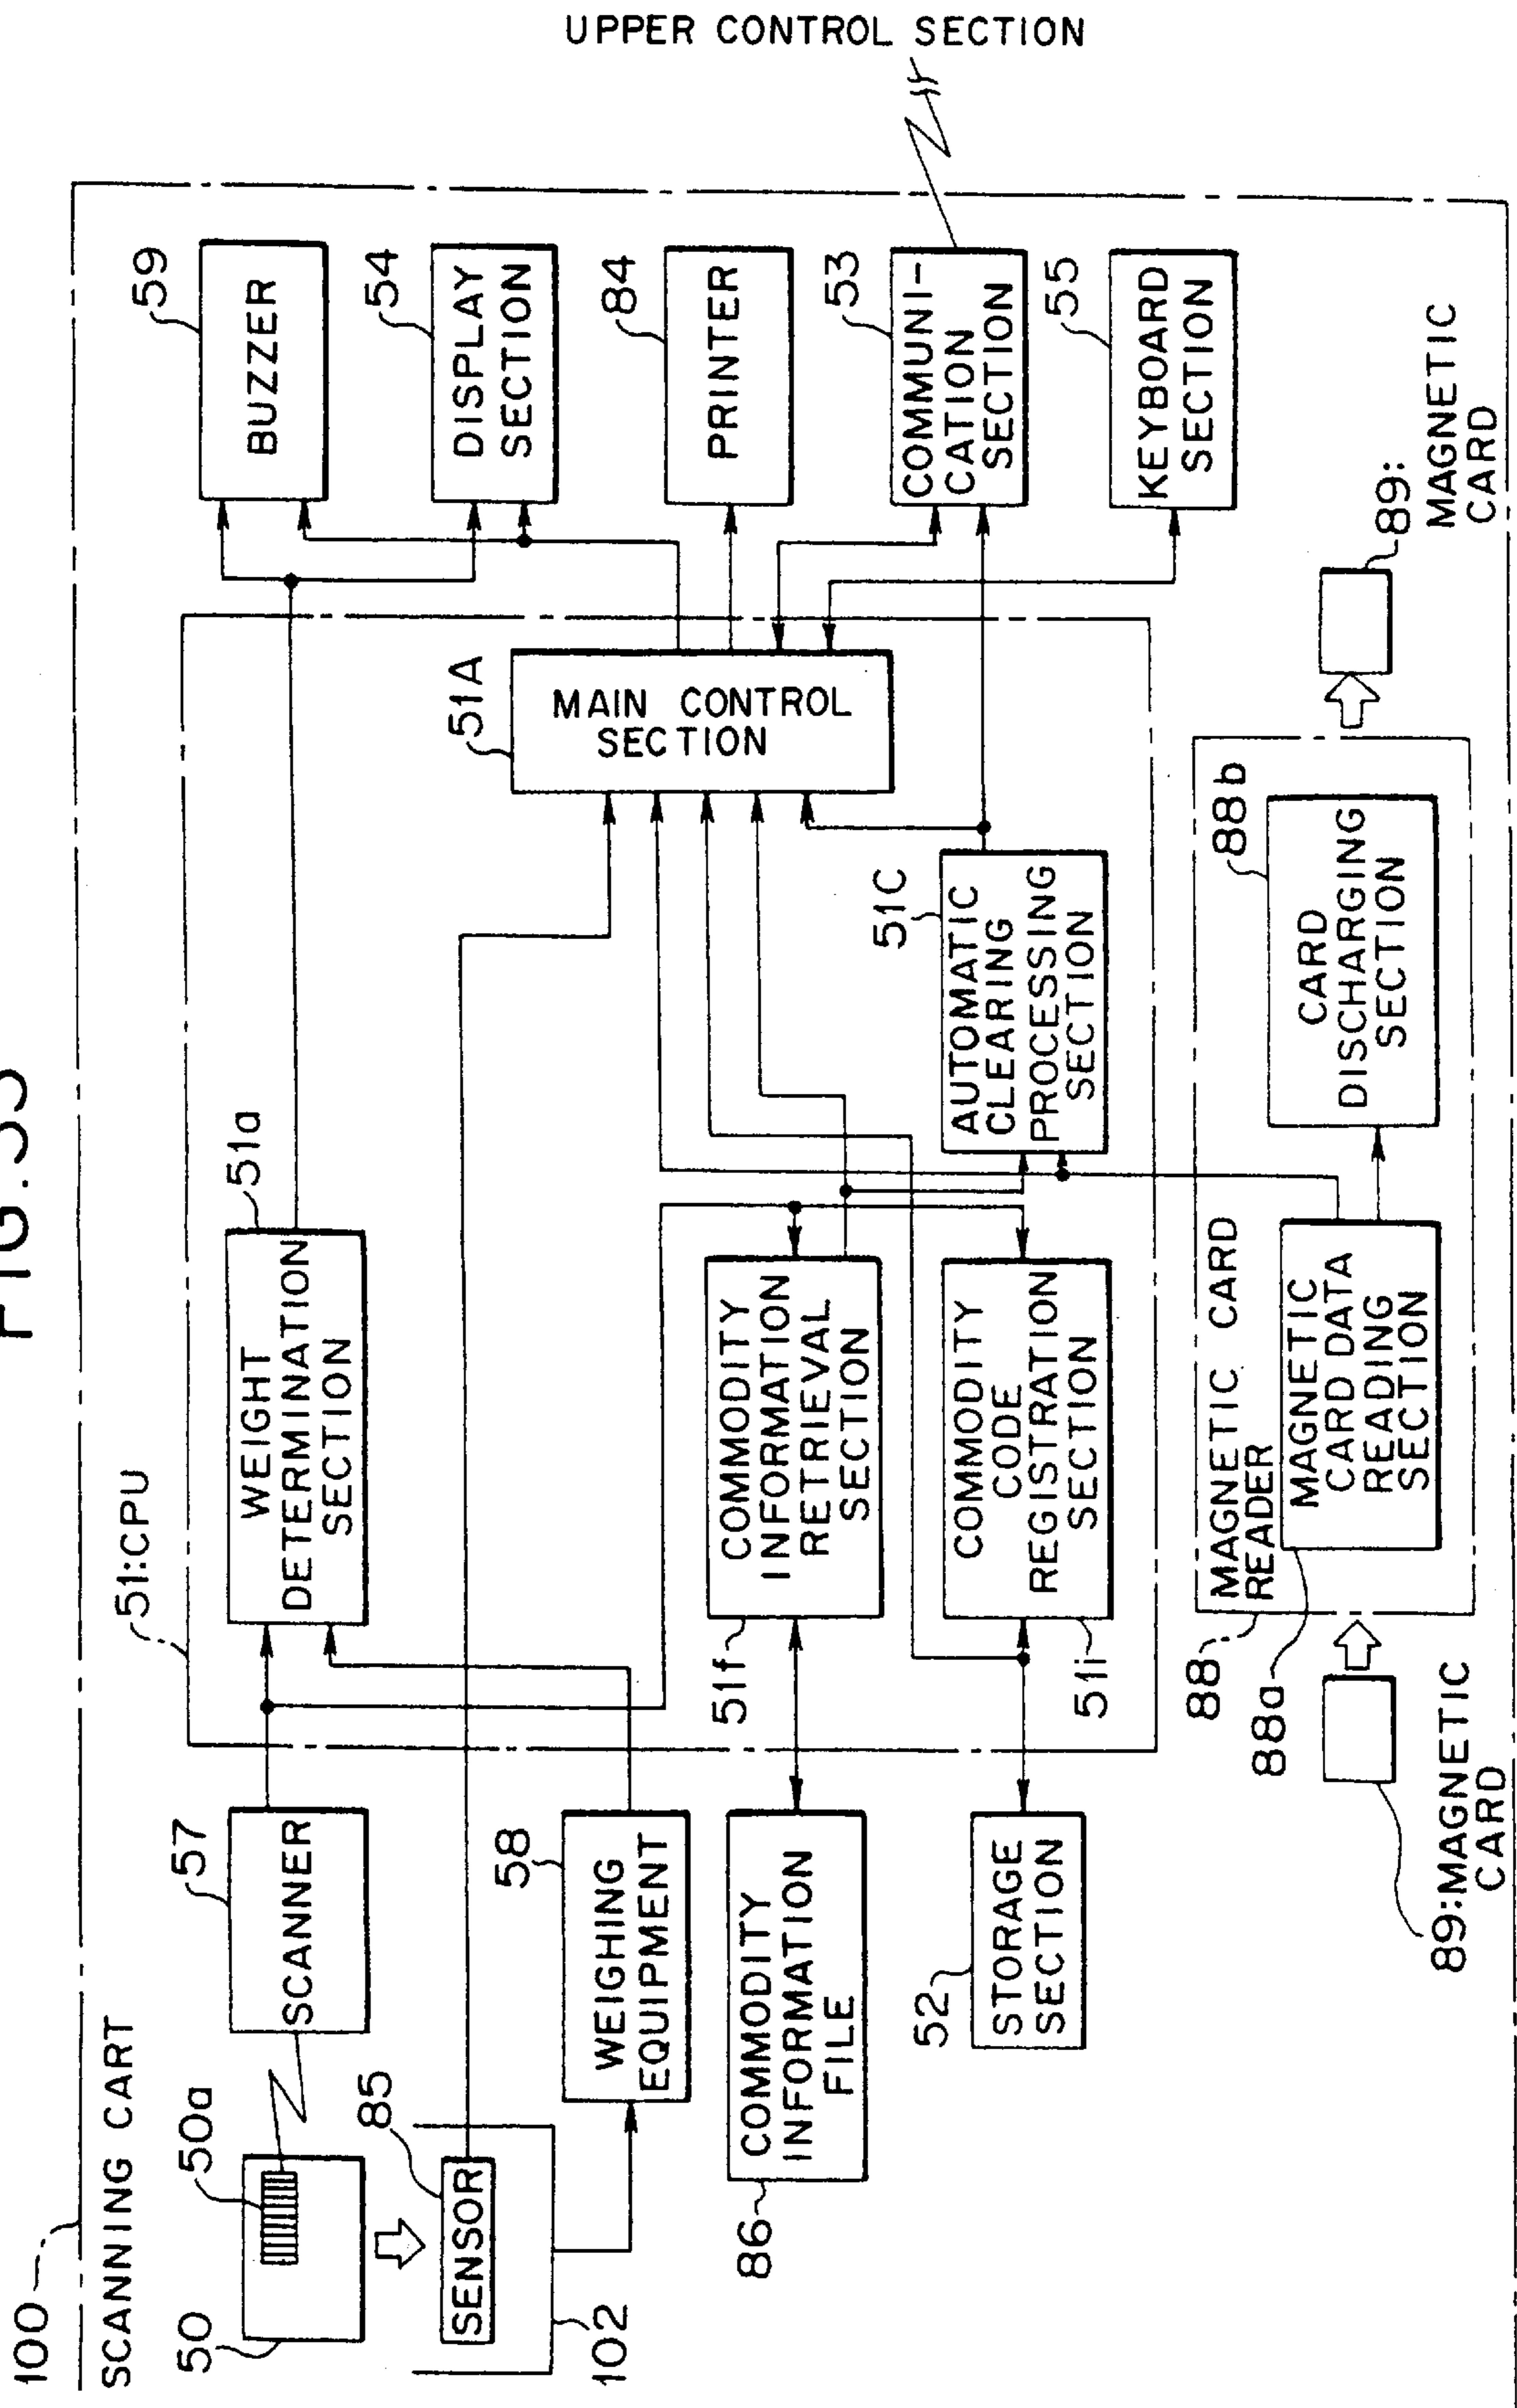 100
SCANNING CART
50
50a
57
SCANNER
85
SENSOR
102
58
WEIGHING
EQUIPMENT
86
COMMODITY
INFORMATION
FILE
52
STORAGE
SECTION
51:CPU
51a
WEIGHT
DETERMINATION
SECTION
51f
COMMODITY
INFORMATION
RETRIEVAL
SECTION
51i
COMMODITY
CODE
REGISTRATION
SECTION
51A
MAIN CONTROL
SECTION
51C
AUTOMATIC
CLEARING
PROCESSING
SECTION
59
BUZZER
54
DISPLAY
SECTION
84
PRINTER
53
COMMUNI-
CATION
SECTION
55
KEYBOARD
SECTION
UPPER CONTROL SECTION
89:MAGNETIC
CARD
88
MAGNETIC CARD
READER
88a
MAGNETIC
CARD DATA
READING
SECTION
88b
CARD
DISCHARGING
SECTION
89:
MAGNETIC
CARD